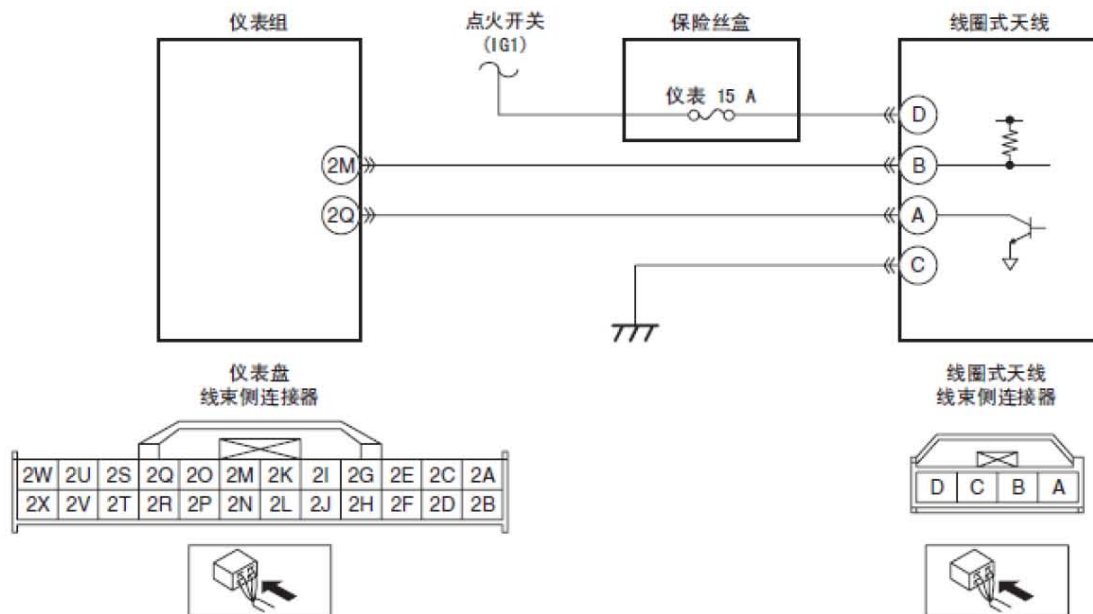 仪表组
点火开关
(IG1)
保险丝盒
线圈式天线
仪表 15 A
D
2M
B
2Q
A
C
仪表盘
线束侧连接器
线圈式天线
线束侧连接器
2W 2U 2S 2Q 2O 2M 2K 2I 2G 2E 2C 2A
2X 2V 2T 2R 2P 2N 2L 2J 2H 2F 2D 2B
D C B A